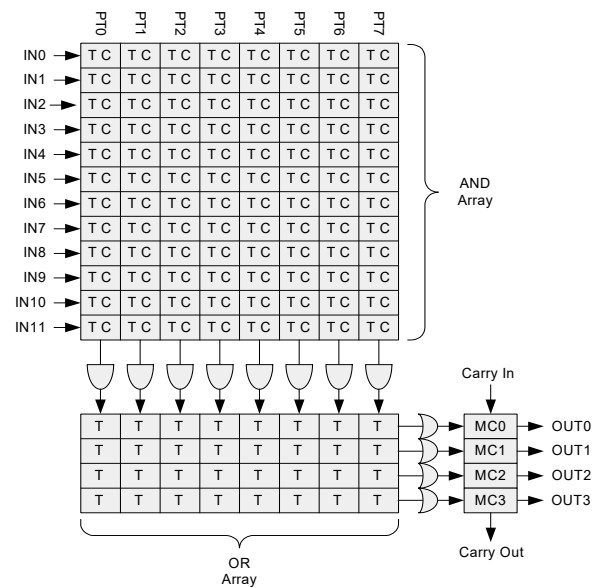 PT0 PT1 PT2 PT3 PT4 PT5 PT6 PT7
IN0 T C T C T C T C T C T C T C T C
IN1 T C T C T C T C T C T C T C T C
IN2 T C T C T C T C T C T C T C T C
IN3 T C T C T C T C T C T C T C T C
IN4 T C T C T C T C T C T C T C T C
IN5 T C T C T C T C T C T C T C T C
IN6 T C T C T C T C T C T C T C T C
IN7 T C T C T C T C T C T C T C T C
IN8 T C T C T C T C T C T C T C T C
IN9 T C T C T C T C T C T C T C T C
IN10 T C T C T C T C T C T C T C T C
IN11 T C T C T C T C T C T C T C T C
AND
Array
Carry In
T T T T T T T T MC0 OUT0
T T T T T T T T MC1 OUT1
T T T T T T T T MC2 OUT2
T T T T T T T T MC3 OUT3
Carry Out
OR
Array